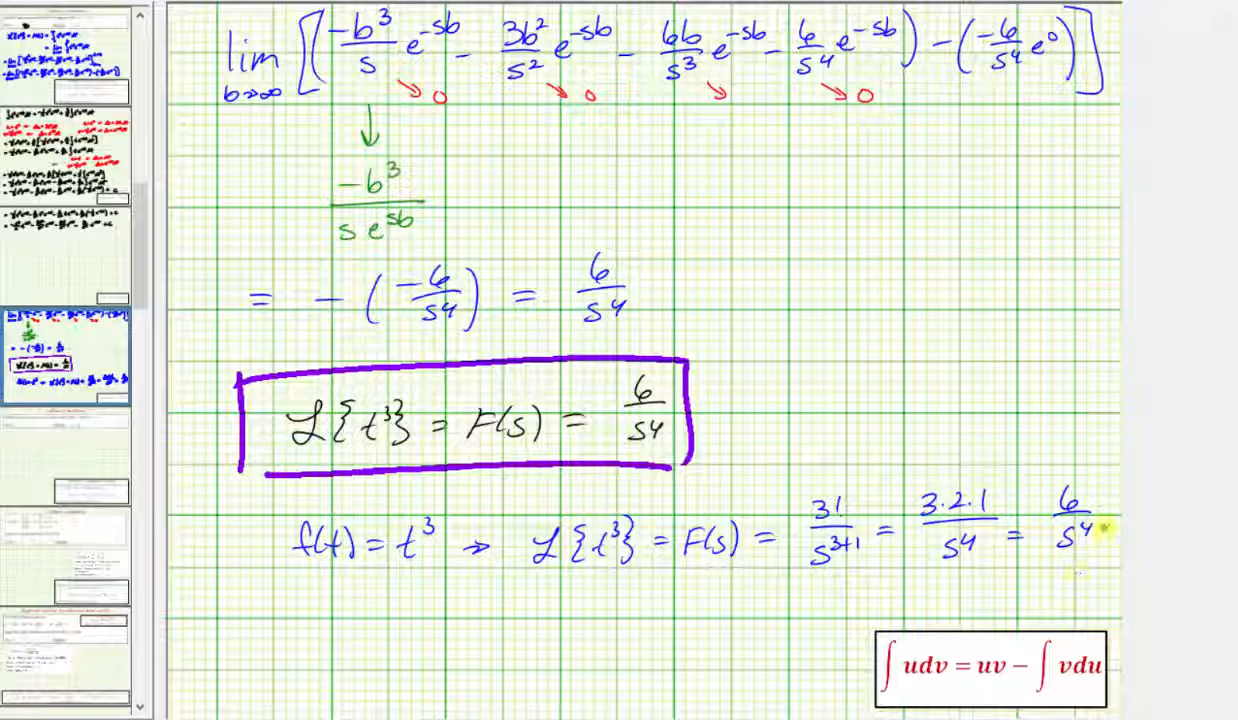 lim b→∞ [(-b³/s e^-sb - 3b²/s² e^-sb - 6b/s³ e^-sb - 6/s⁴ e^-sb) - (-6/s⁴ e⁰)]
↘0 ↘0 ↘ ↘0
↓
-b³/(s e^sb)
= -(-6/s⁴) = 6/s⁴
ℒ{t³} = F(s) = 6/s⁴
f(t) = t³ → ℒ{t³} = F(s) = 3!/s^(3+1) = 3·2·1/s⁴ = 6/s⁴
∫ udv = uv − ∫ vdu